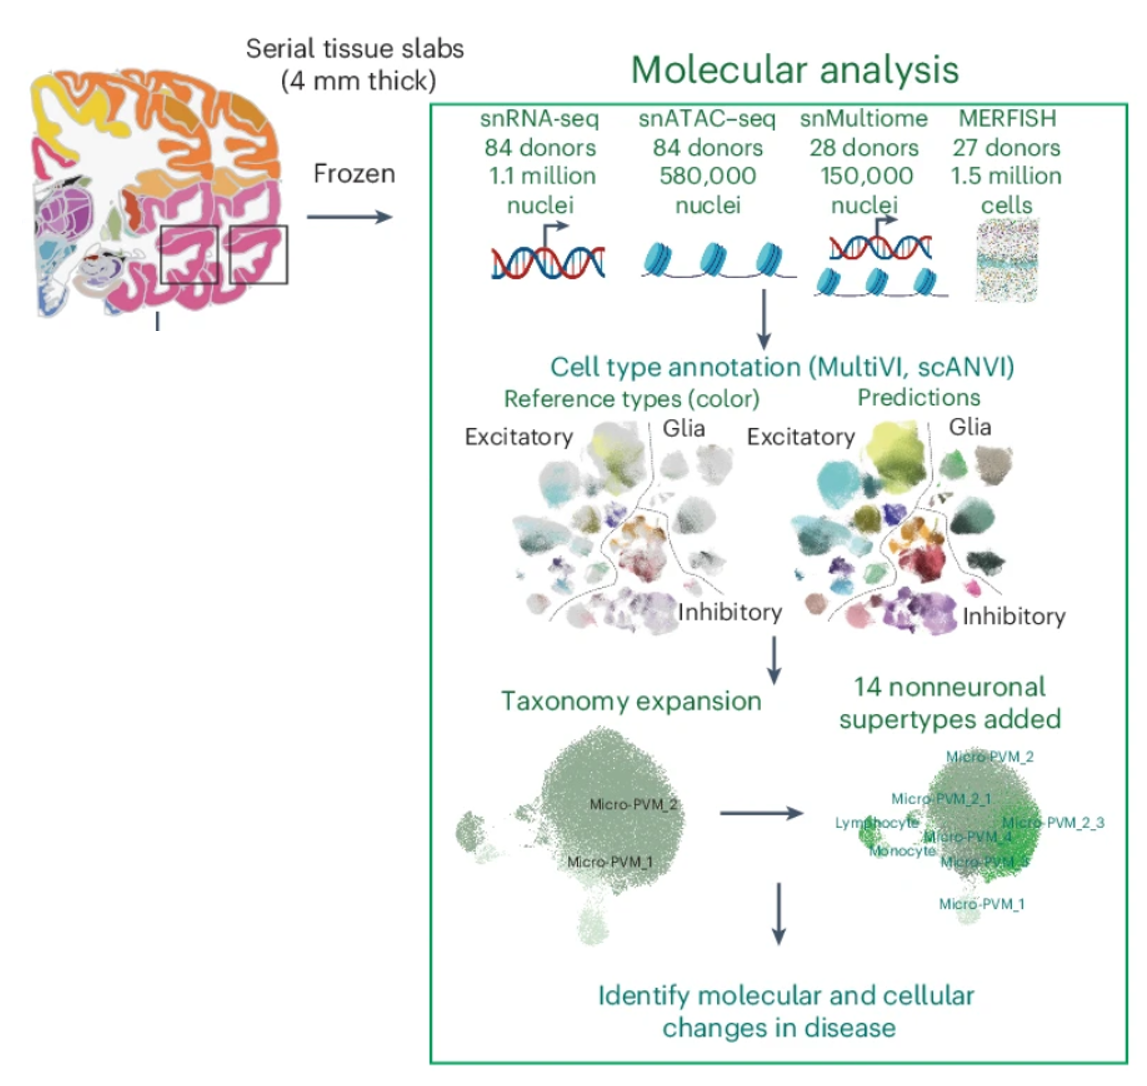 Serial tissue slabs
(4 mm thick)
Frozen
Molecular analysis
snRNA-seq
84 donors
1.1 million
nuclei
snATAC–seq
84 donors
580,000
nuclei
snMultiome
28 donors
150,000
nuclei
MERFISH
27 donors
1.5 million
cells
Cell type annotation (MultiVI, scANVI)
Reference types (color)
Predictions
Excitatory
Glia
Inhibitory
Excitatory
Glia
Inhibitory
Taxonomy expansion
14 nonneuronal
supertypes added
Micro-PVM_2
Micro-PVM_1
Micro-PVM_2
Micro-PVM_2_1
Lymphocyte
Micro-PVM_2_3
Micro-PVM_4
Monocyte
Micro-PVM_3
Micro-PVM_1
Identify molecular and cellular
changes in disease